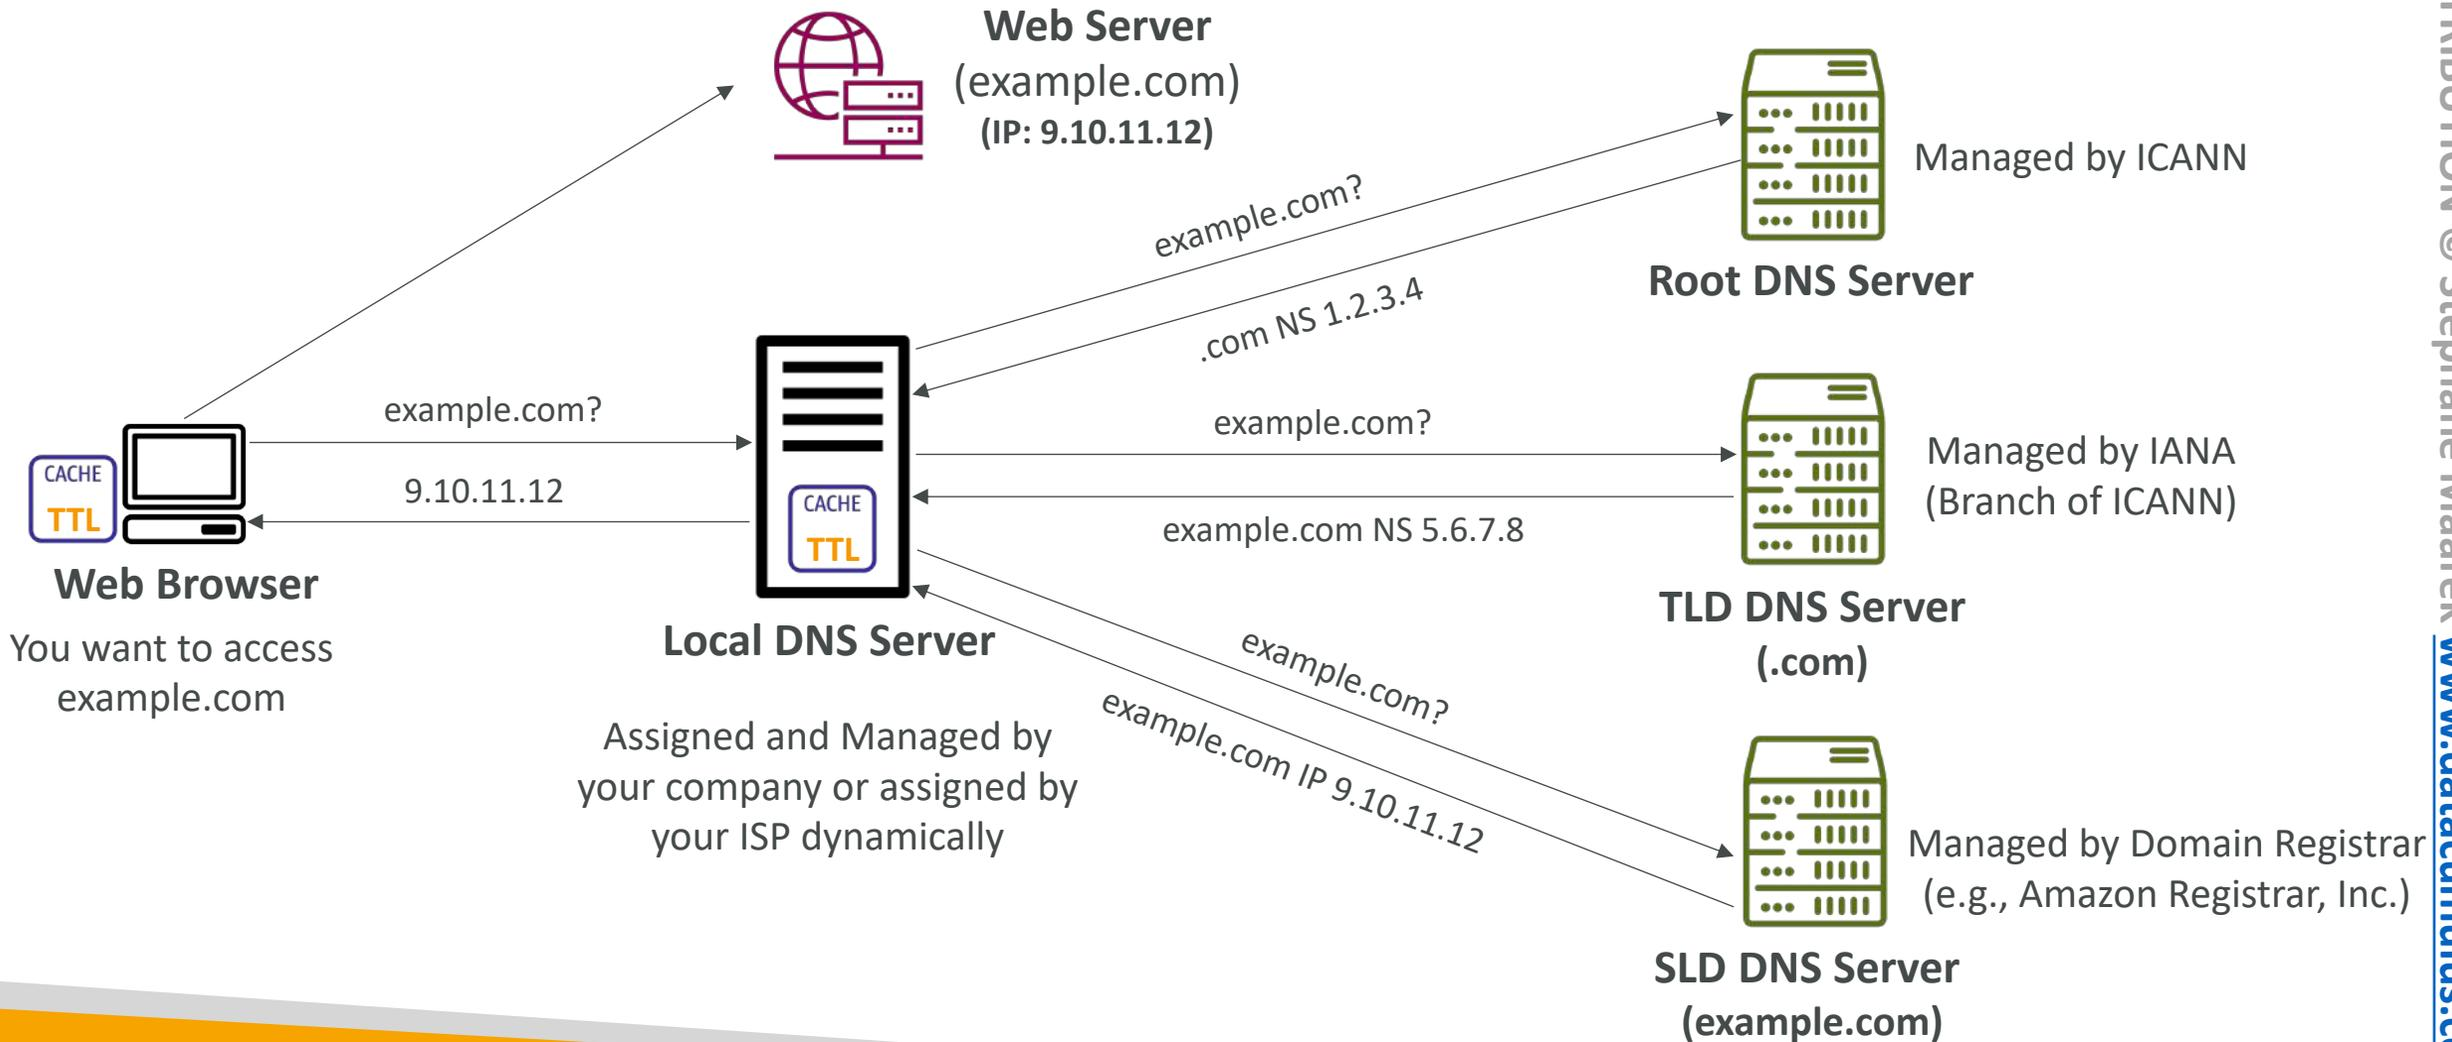 Web Server
(example.com)
(IP: 9.10.11.12)
example.com?
.com NS 1.2.3.4
Managed by ICANN
Root DNS Server
example.com?
9.10.11.12
CACHE
TTL
Web Browser
You want to access
example.com
CACHE
TTL
Local DNS Server
Assigned and Managed by
your company or assigned by
your ISP dynamically
example.com?
example.com NS 5.6.7.8
Managed by IANA
(Branch of ICANN)
TLD DNS Server
(.com)
example.com?
example.com IP 9.10.11.12
Managed by Domain Registrar
(e.g., Amazon Registrar, Inc.)
SLD DNS Server
(example.com)
© Stephane Maarek